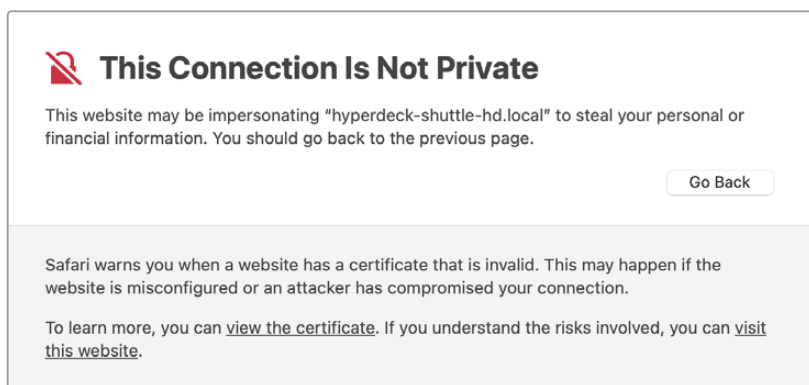 This Connection Is Not Private
This website may be impersonating “hyperdeck-shuttle-hd.local” to steal your personal or
financial information. You should go back to the previous page.
Go Back
Safari warns you when a website has a certificate that is invalid. This may happen if the
website is misconfigured or an attacker has compromised your connection.
To learn more, you can view the certificate. If you understand the risks involved, you can visit
this website.